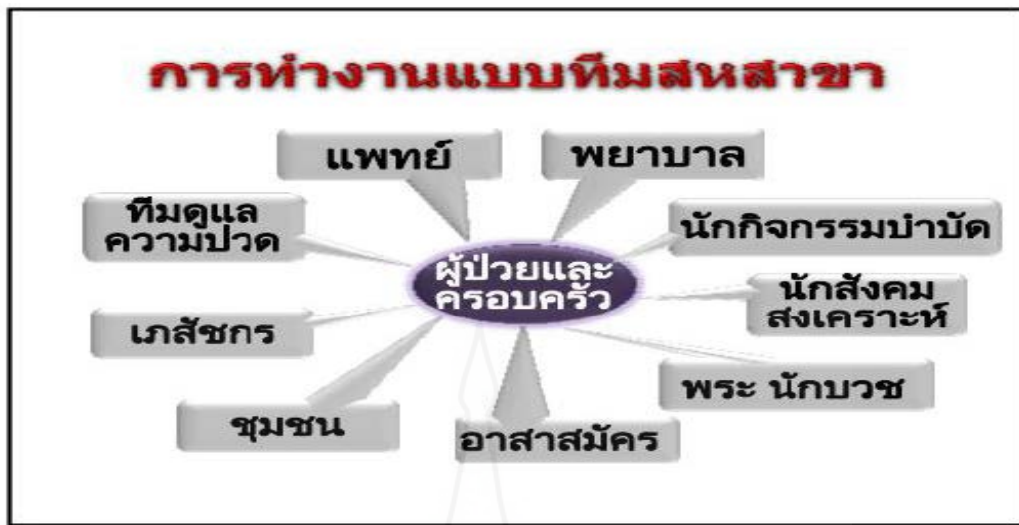 การทำงานแบบทีมสหสาขา
แพทย์
พยาบาล
ทีมดูแล
ความปวด
นักกิจกรรมบำบัด
ผู้ป่วยและ
ครอบครัว
นักสังคม
สงเคราะห์
เภสัชกร
พระ นักบวช
ชุมชน
อาสาสมัคร